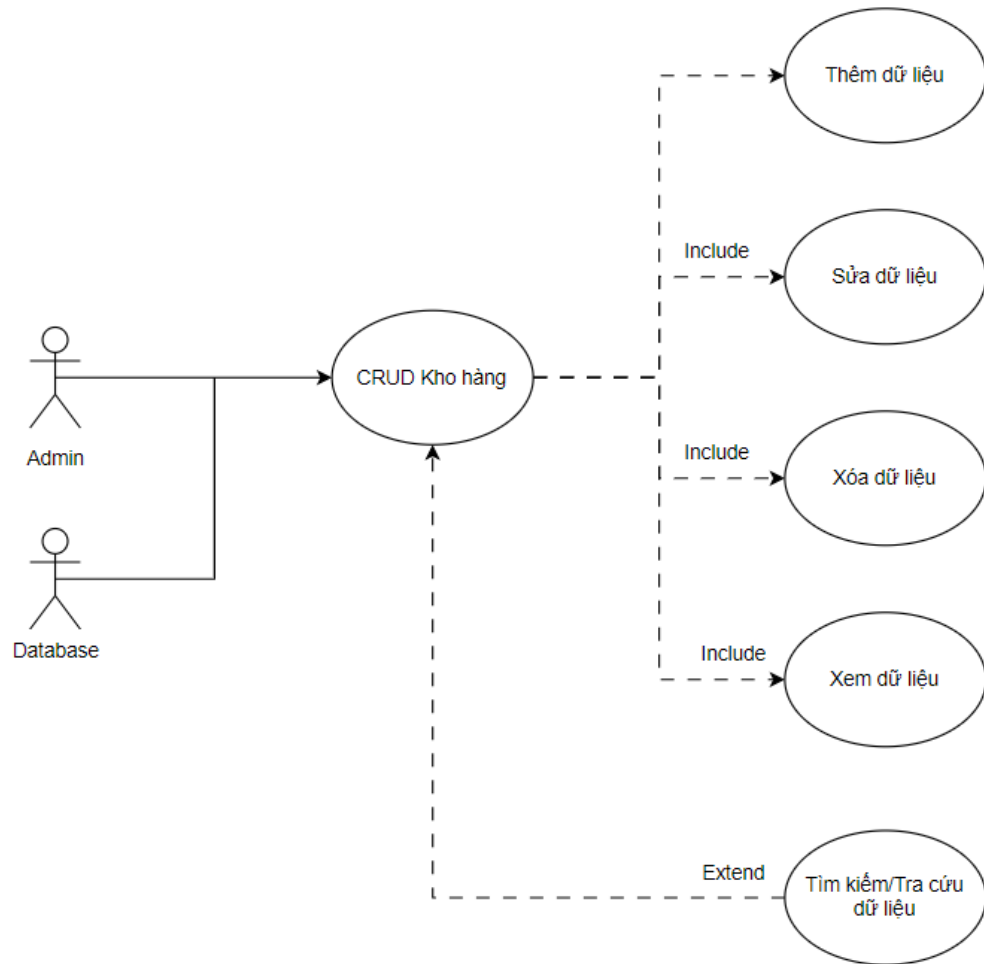 Thêm dữ liệu
Include
Sửa dữ liệu
CRUD Kho hàng
Admin
Include
Xóa dữ liệu
Database
Include
Xem dữ liệu
Extend
Tìm kiếm/Tra cứu
dữ liệu